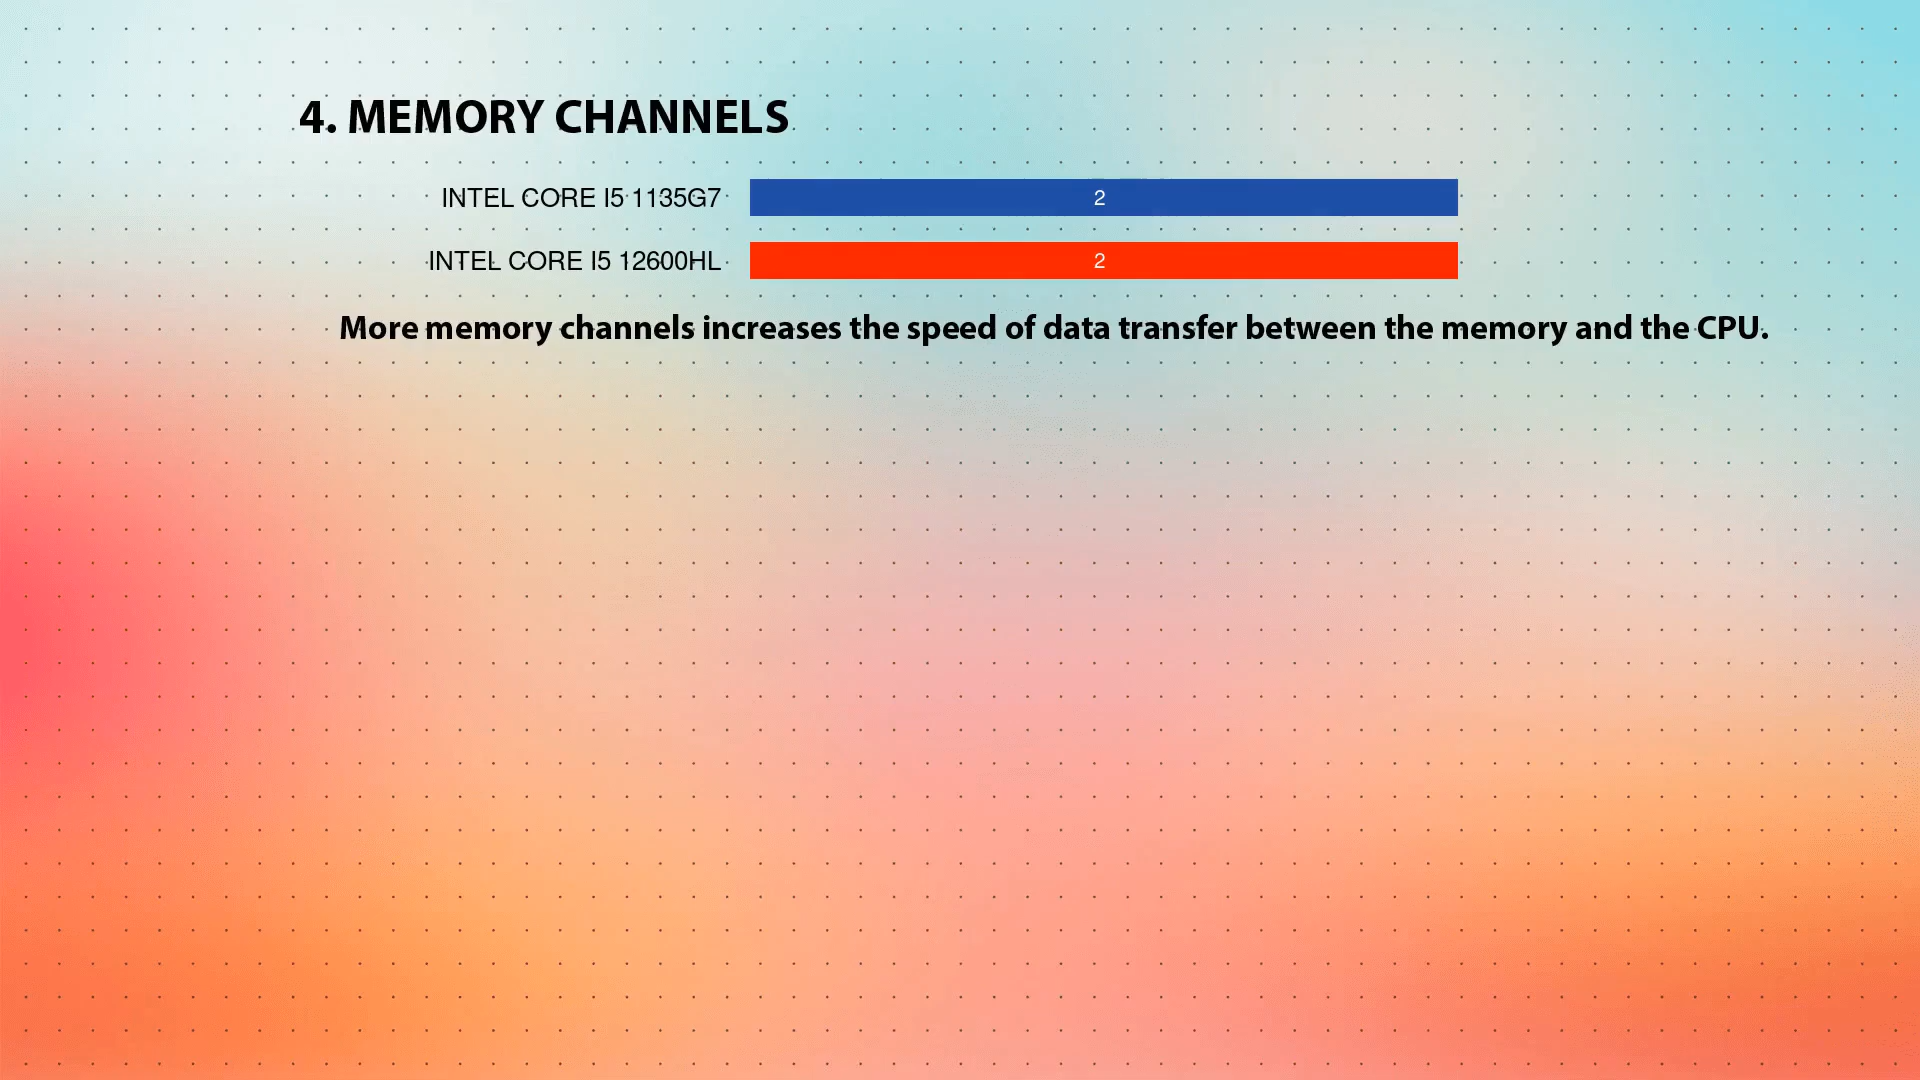 4. MEMORY CHANNELS
INTEL CORE I5 1135G7 2
INTEL CORE I5 12600HL 2
More memory channels increases the speed of data transfer between the memory and the CPU.